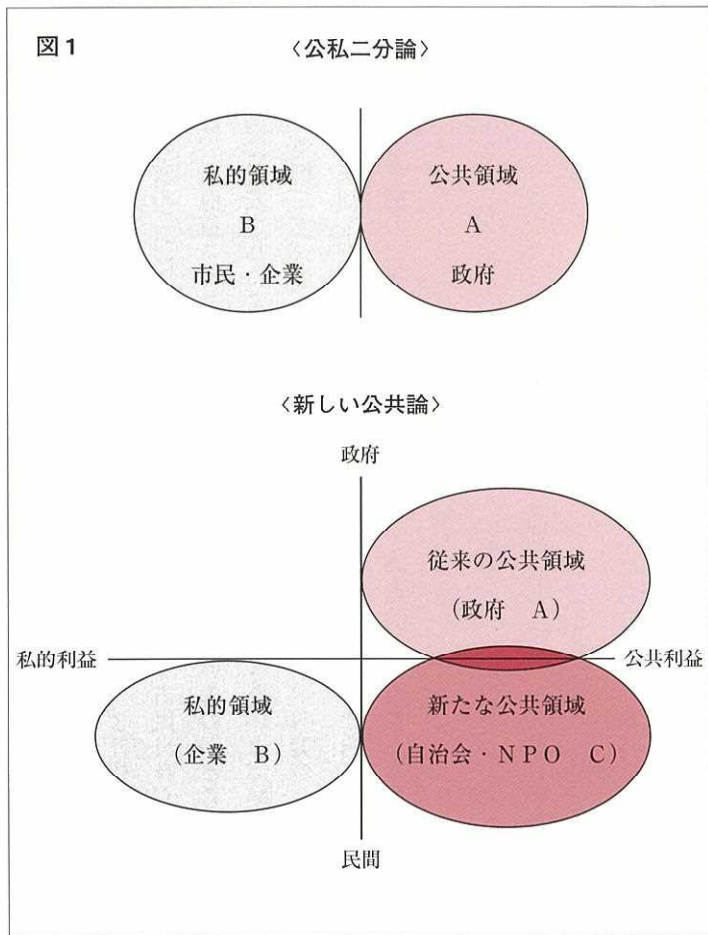 図1
〈公私二分論〉
私的領域
B
市民・企業
公共領域
A
政府
〈新しい公共論〉
政府
従来の公共領域
(政府 A)
私的利益
公共利益
私的領域
(企業 B)
新たな公共領域
(自治会・NPO C)
民間